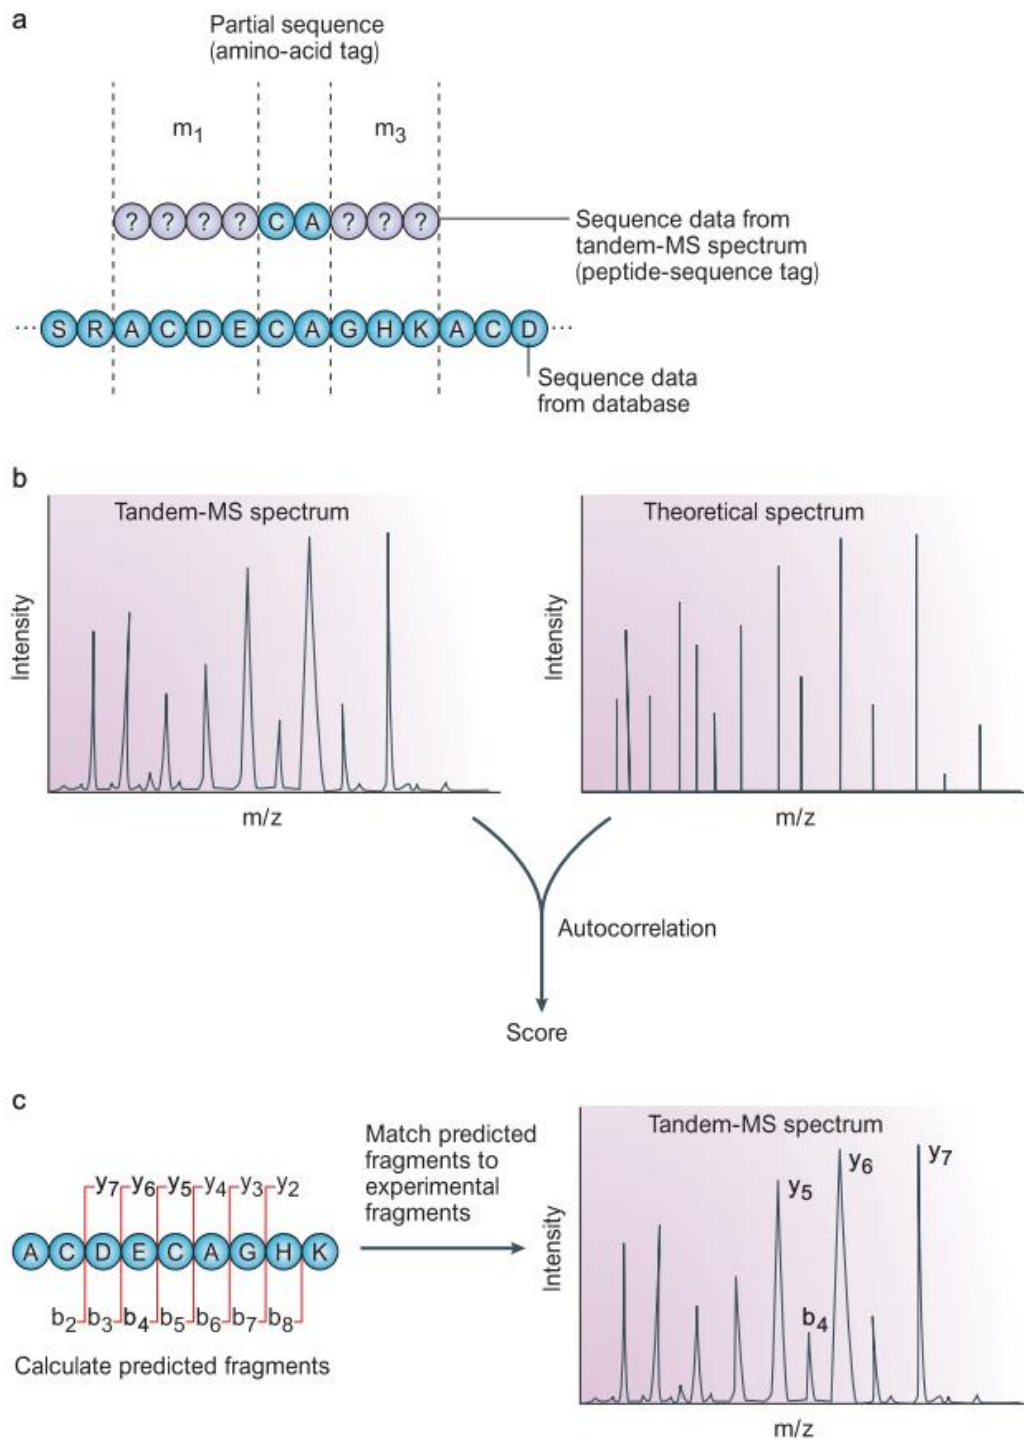 a
Partial sequence
(amino-acid tag)
m1 m3
? ? ? ? C A ? ? ?
Sequence data from
tandem-MS spectrum
(peptide-sequence tag)
... S R A C D E C A G H K A C D ...
Sequence data
from database
b
Tandem-MS spectrum
Intensity
m/z
Theoretical spectrum
Intensity
m/z
Autocorrelation
Score
c
y7 y6 y5 y4 y3 y2
A C D E C A G H K
b2 b3 b4 b5 b6 b7 b8
Calculate predicted fragments
Match predicted
fragments to
experimental
fragments
Tandem-MS spectrum
y5 b4 y6 y7
Intensity
m/z